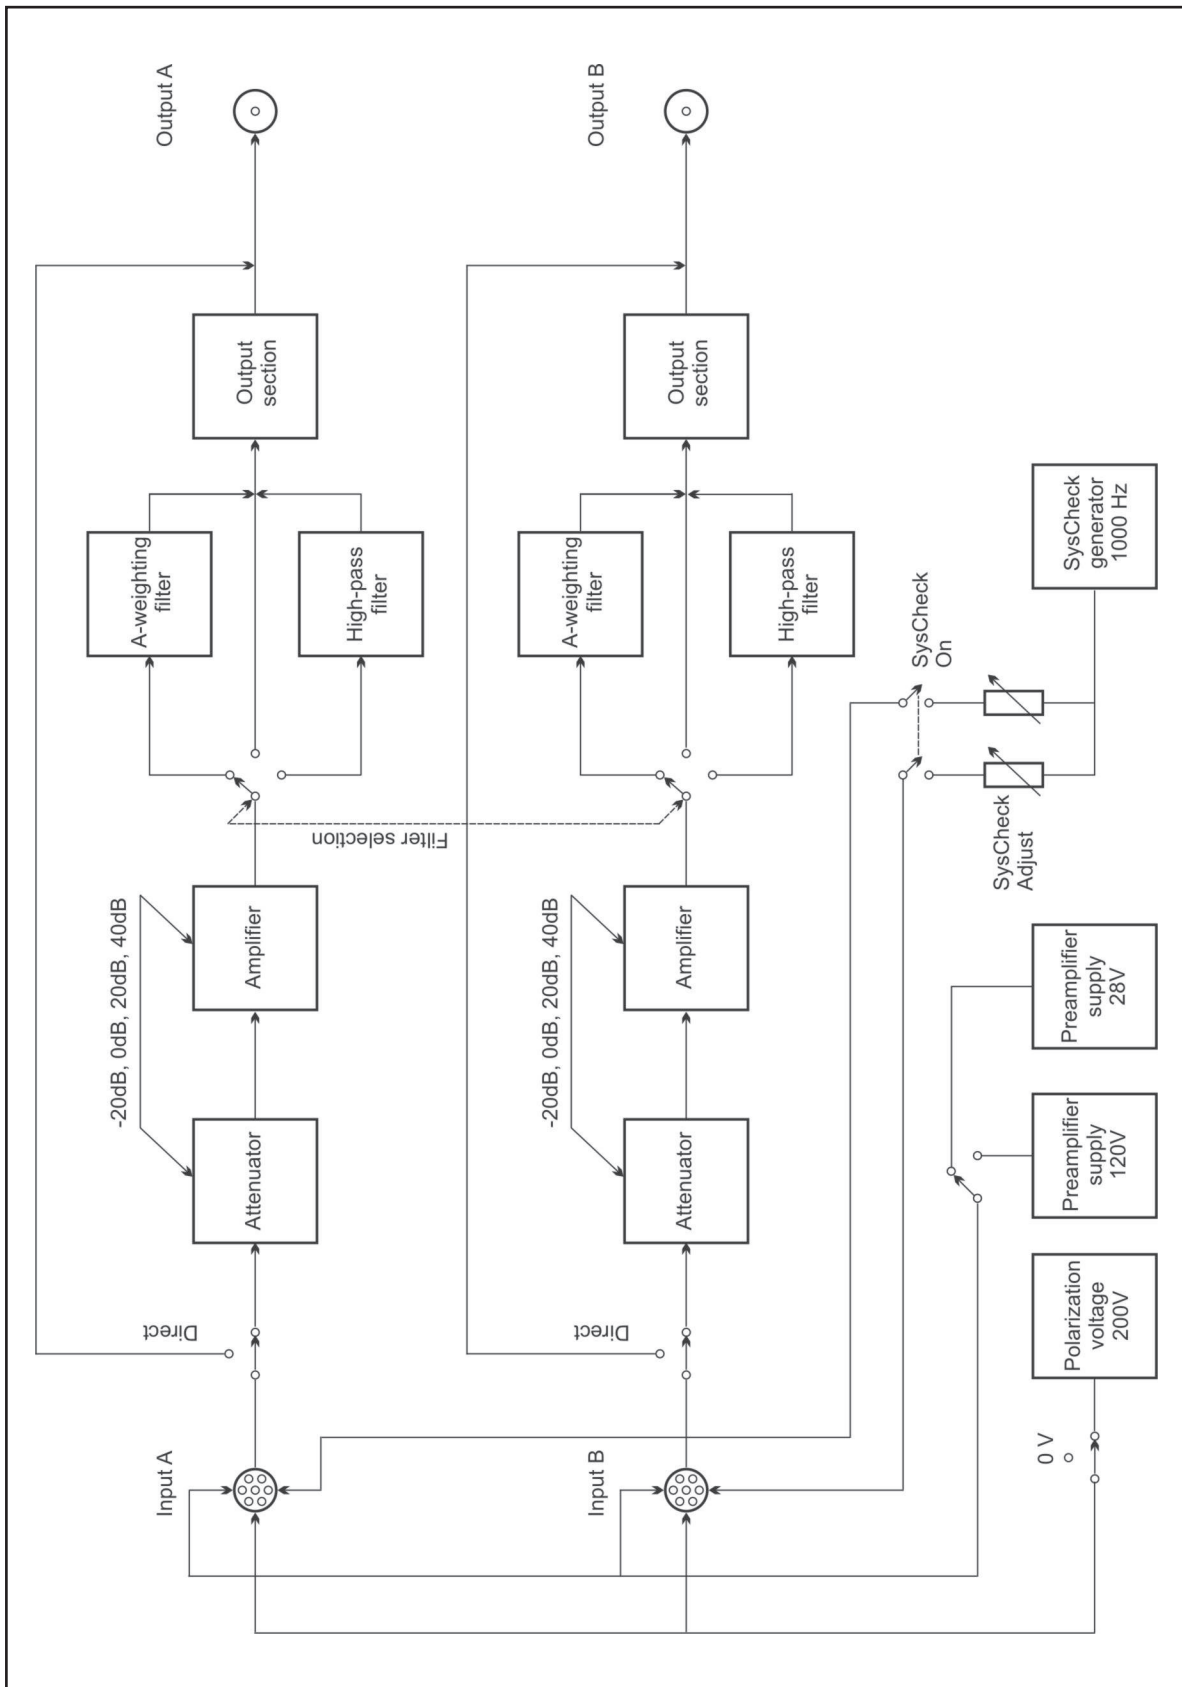 Input A
Direct
Attenuator
-20dB, 0dB, 20dB, 40dB
Amplifier
Filter selection
A-weighting
filter
High-pass
filter
Output
section
Output A
Input B
Direct
Attenuator
-20dB, 0dB, 20dB, 40dB
Amplifier
A-weighting
filter
High-pass
filter
Output
section
Output B
SysCheck
On
SysCheck
Adjust
0 V
Polarization
voltage
200V
Preamplifier
supply
120V
Preamplifier
supply
28V
SysCheck
generator
1000 Hz